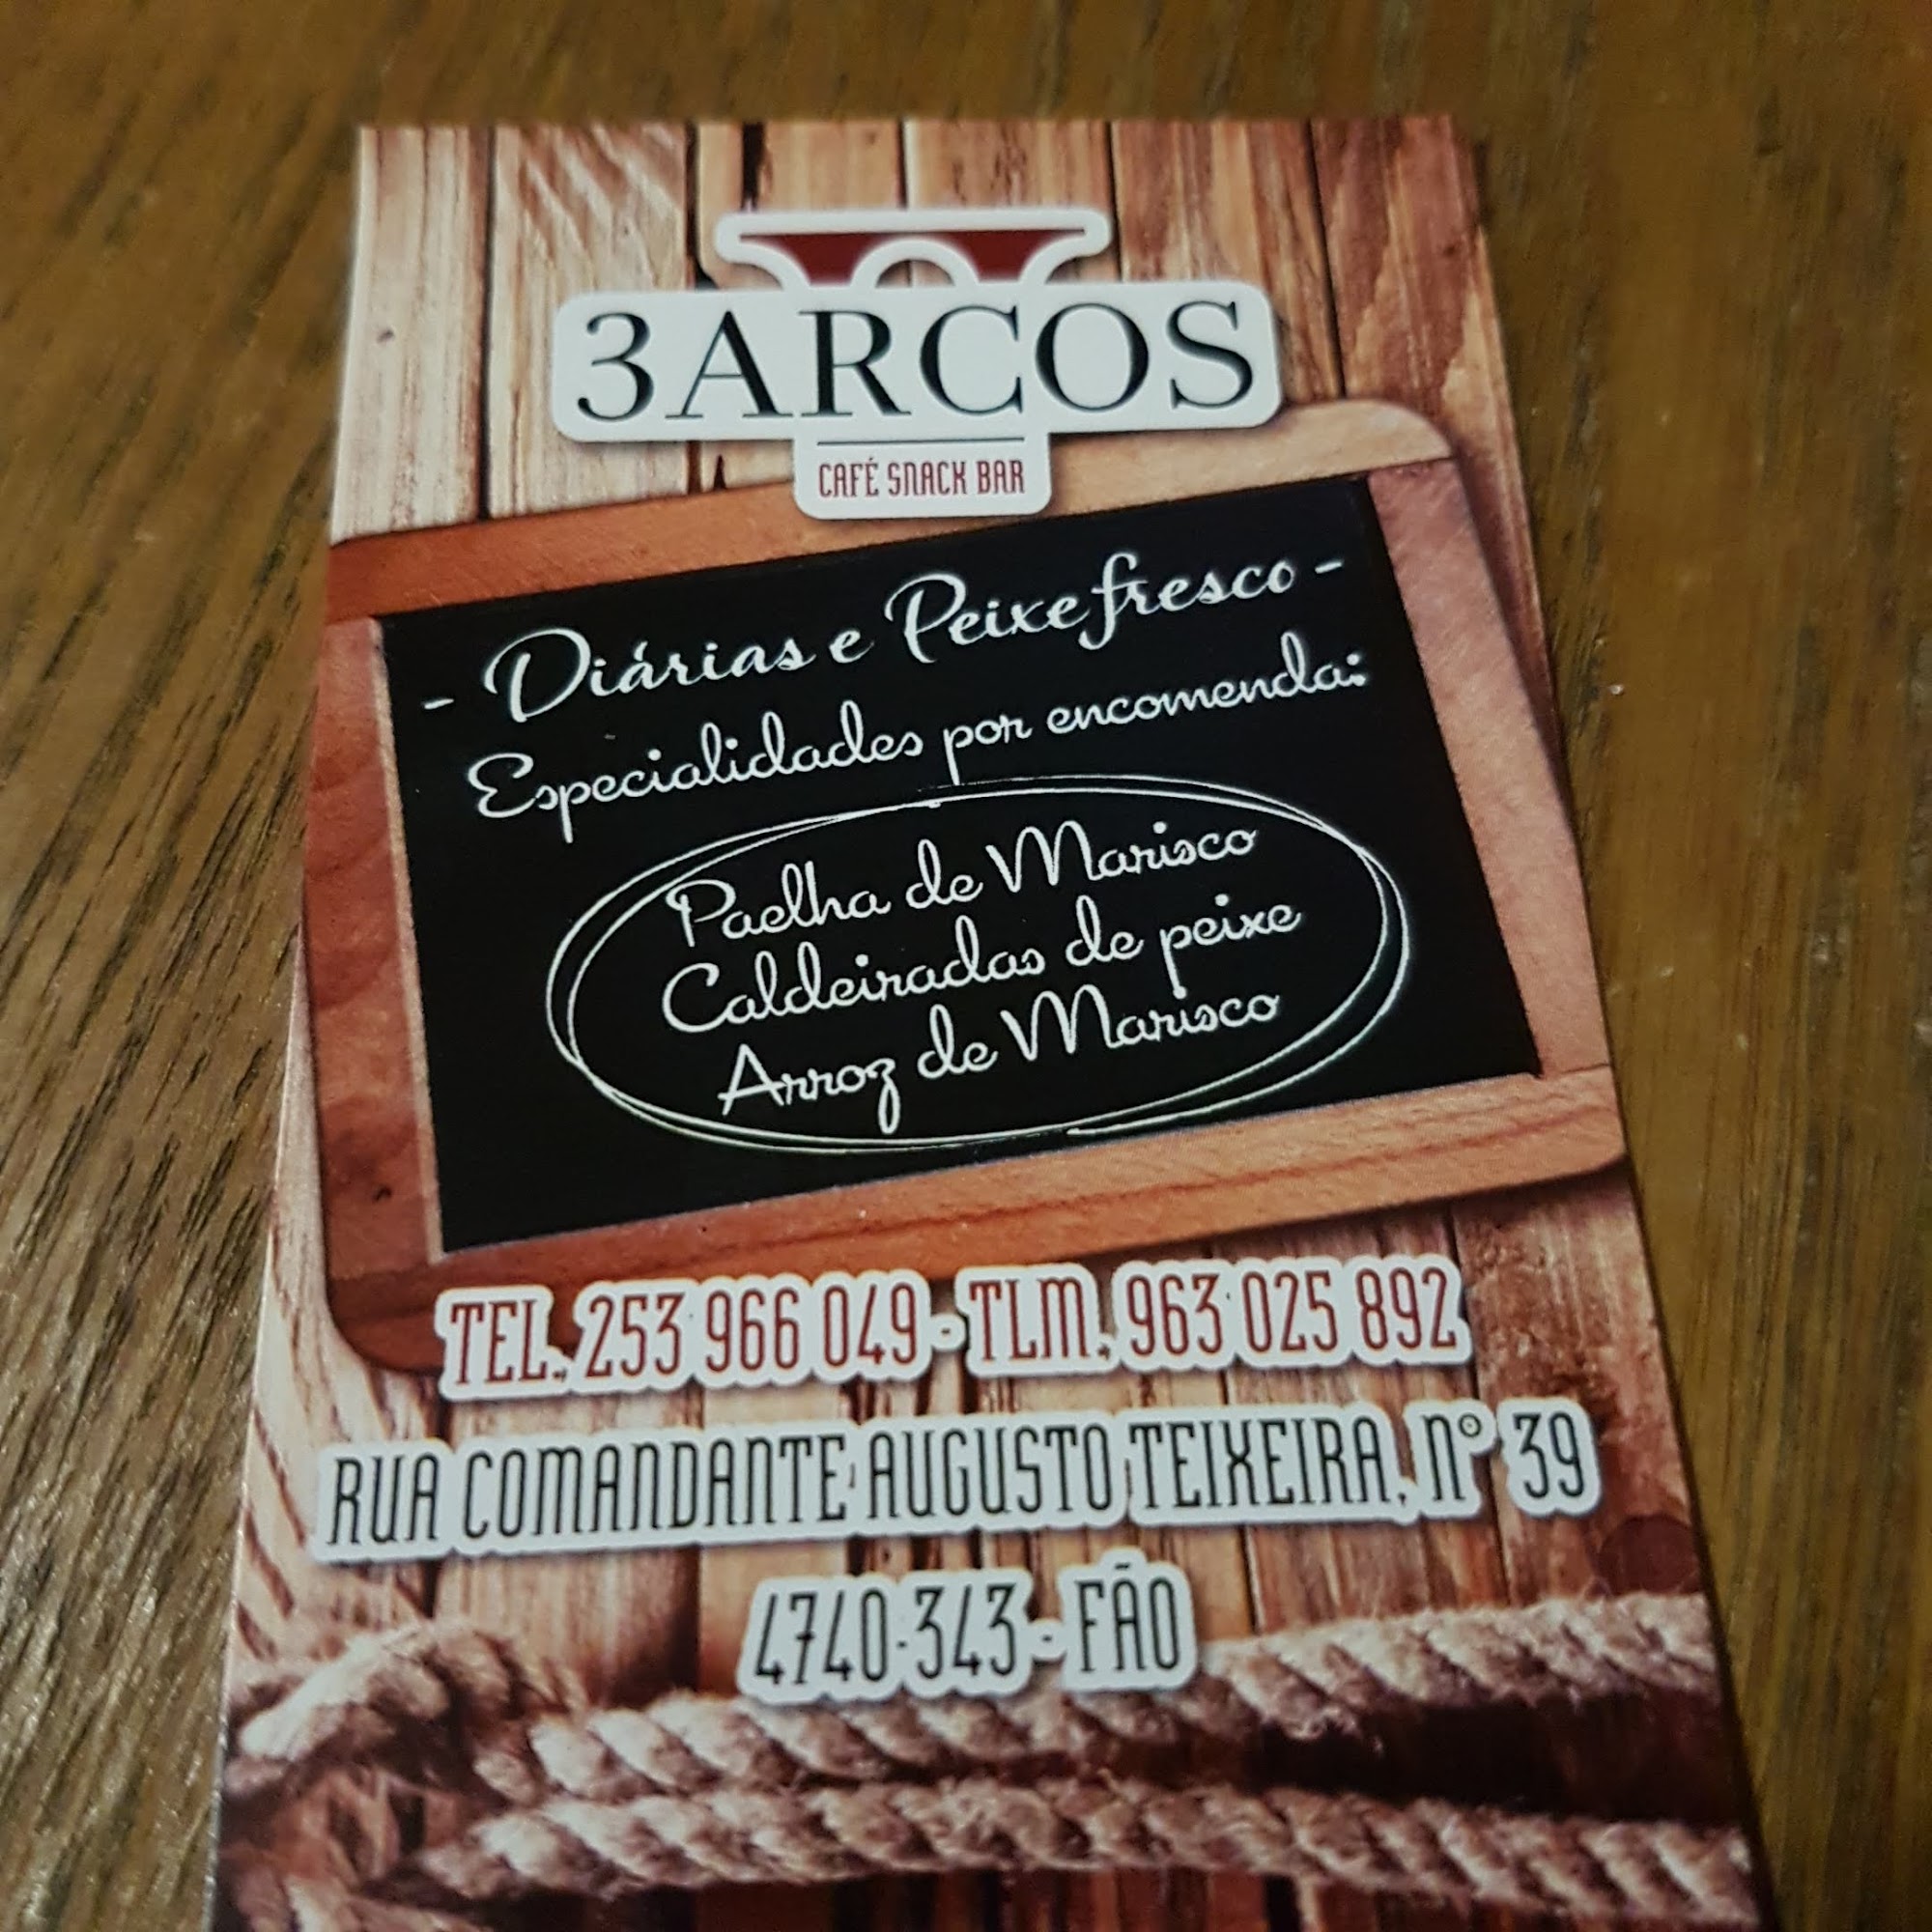 3ARCOS
CAFÉ SNACK BAR
- Diárias e Peixe fresco -
Especialidades por encomenda:
Paelha de Marisco
Caldeiradas de peixe
Arroz de Marisco
TEL. 253 966 049 - TLM. 963 025 892
RUA COMANDANTE AUGUSTO TEIXEIRA, Nº 39
4740-343 - FÃO